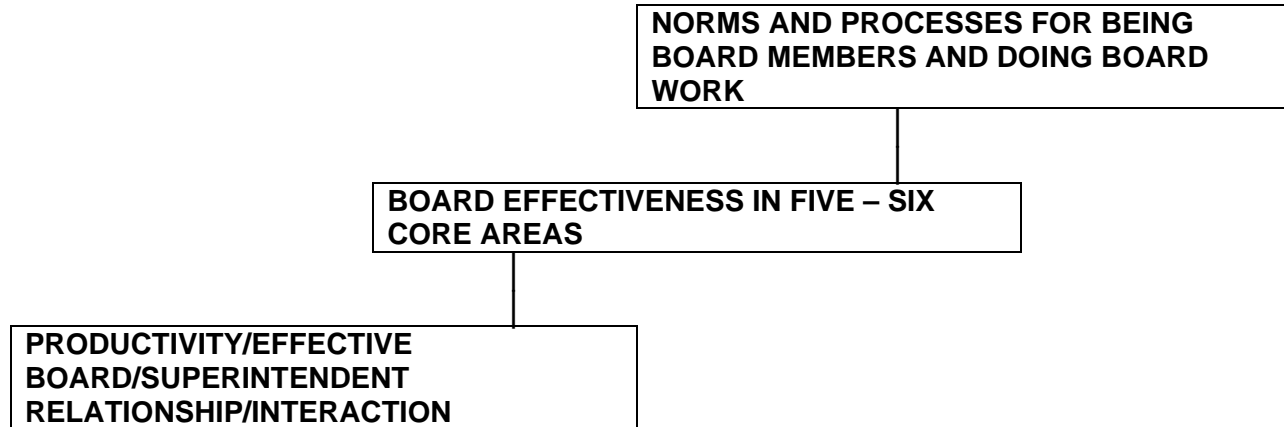 NORMS AND PROCESSES FOR BEING
BOARD MEMBERS AND DOING BOARD
WORK
BOARD EFFECTIVENESS IN FIVE – SIX
CORE AREAS
PRODUCTIVITY/EFFECTIVE
BOARD/SUPERINTENDENT
RELATIONSHIP/INTERACTION